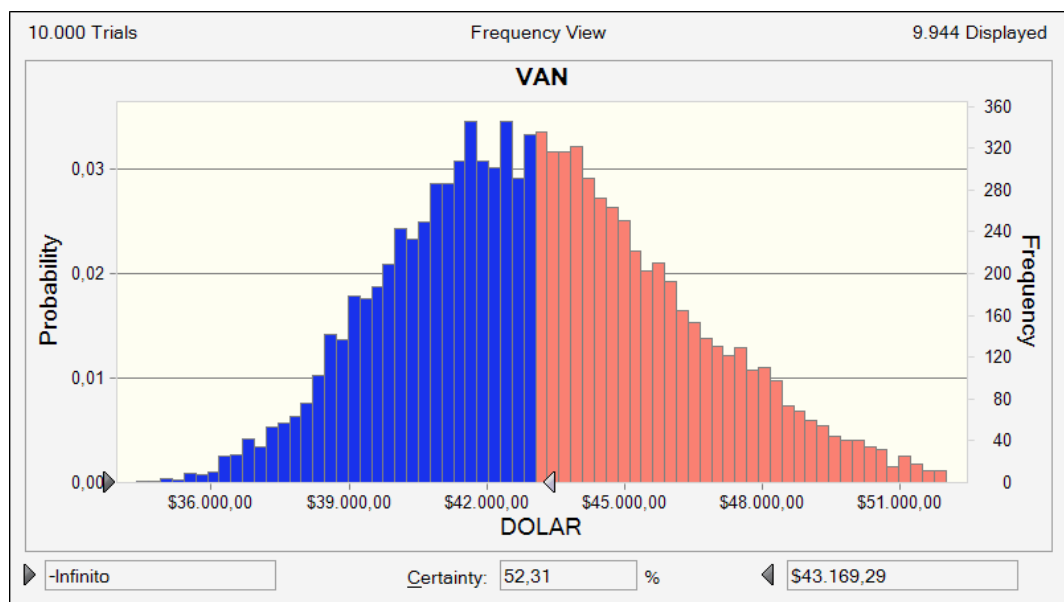 10.000 Trials Frequency View 9.944 Displayed
VAN
Probability
0,03
0,02
0,01
0,00
360
320
280
240
200
160
120
80
40
0
Frequency
$36.000,00 $39.000,00 $42.000,00 $45.000,00 $48.000,00 $51.000,00
DOLAR
-Infinito Certainty: 52,31 % $43.169,29